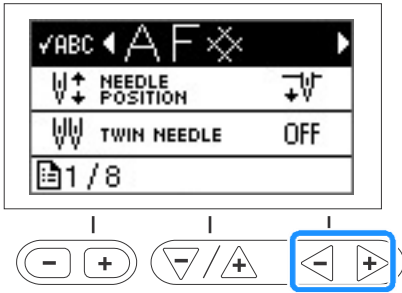 √ABC A F
NEEDLE
POSITION
TWIN NEEDLE OFF
1/8
- + - / + - +